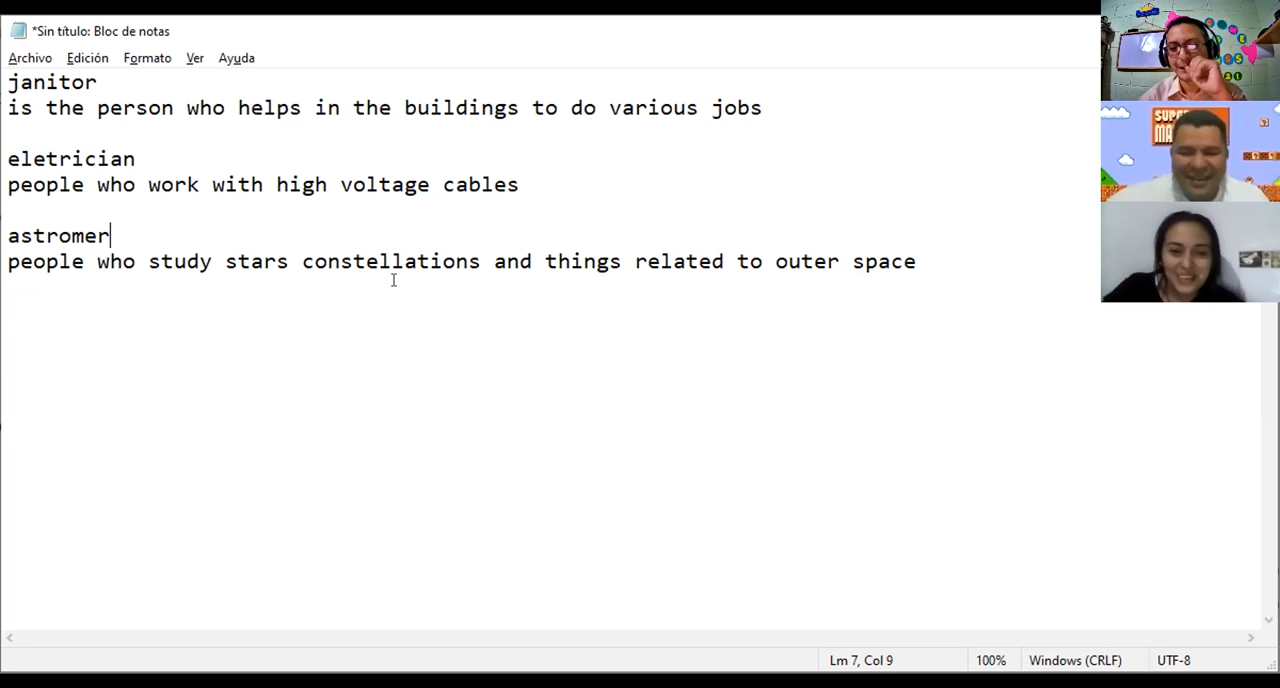 *Sin título: Bloc de notas
Archivo Edición Formato Ver Ayuda
janitor
is the person who helps in the buildings to do various jobs
eletrician
people who work with high voltage cables
astromer
people who study stars constellations and things related to outer space
Lm 7, Col 9 100% Windows (CRLF) UTF-8
SUPER